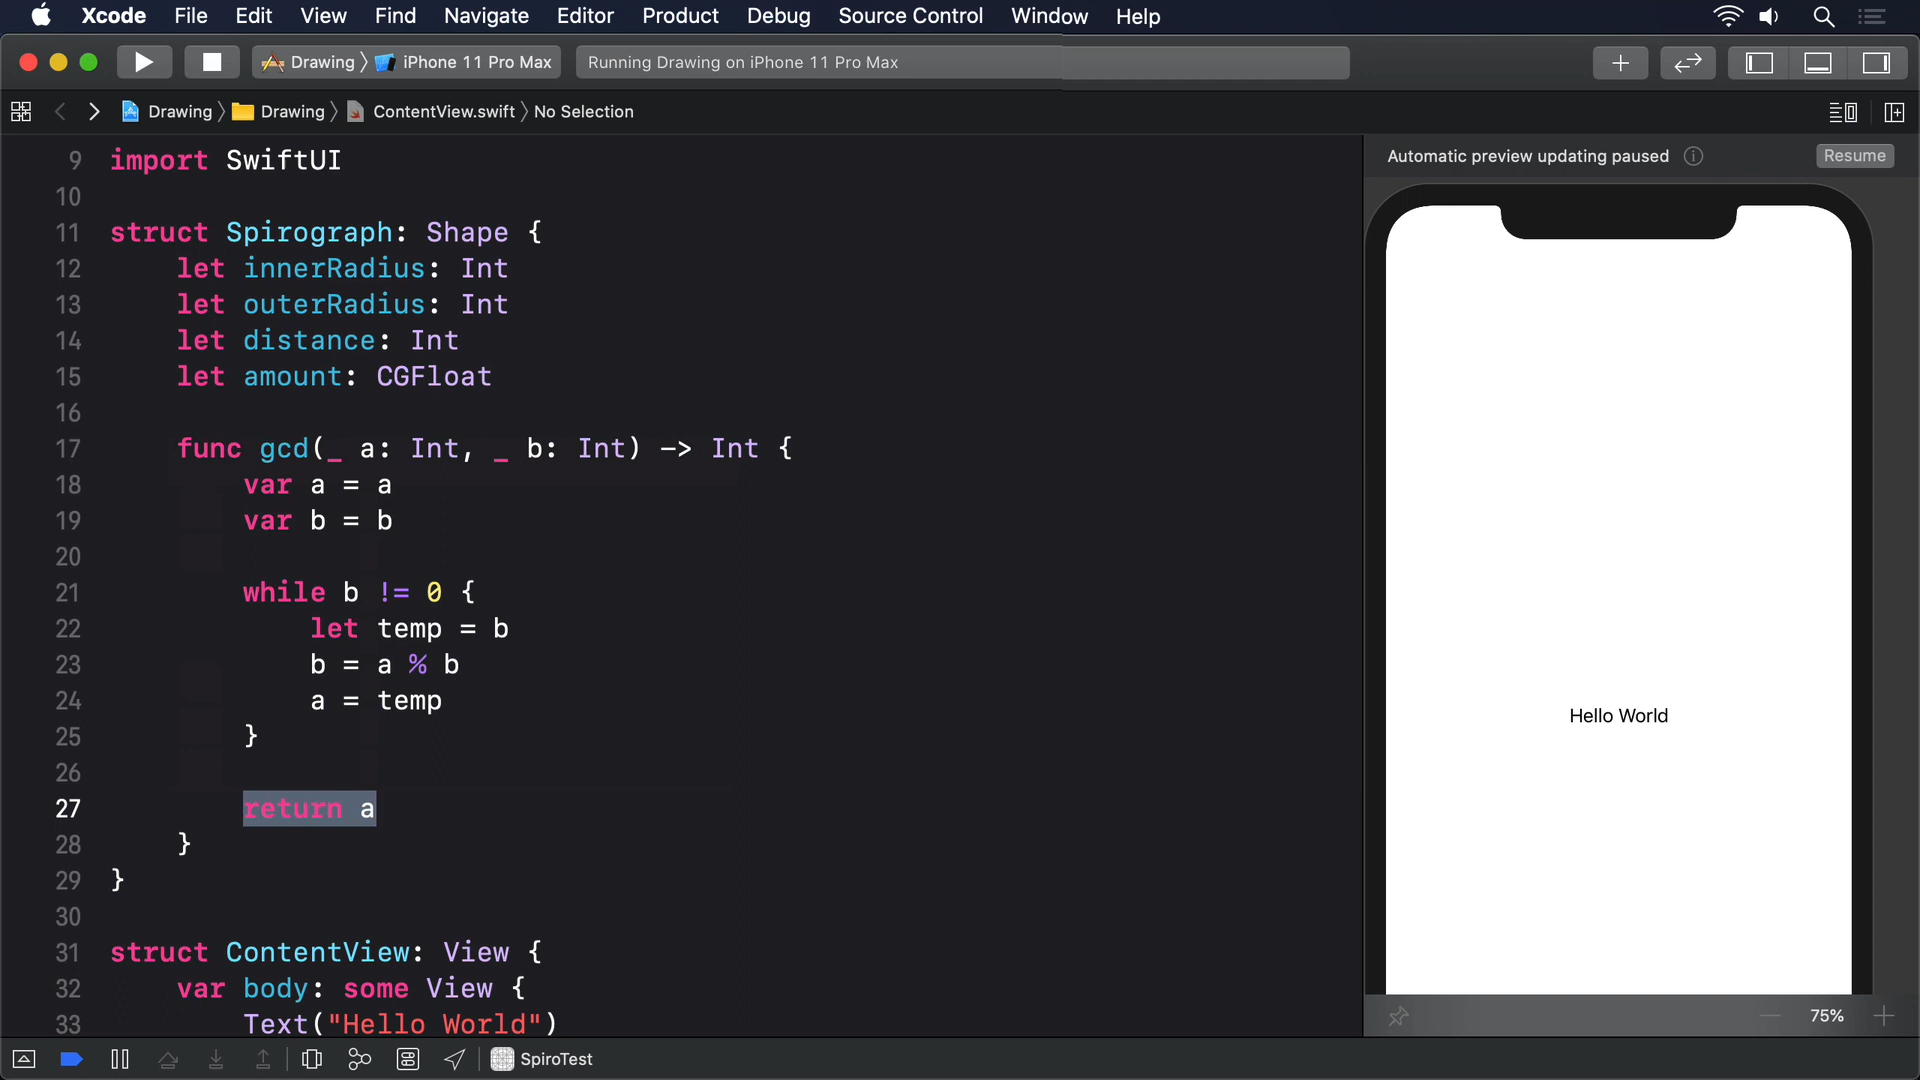 Xcode File Edit View Find Navigate Editor Product Debug Source Control Window Help
Drawing iPhone 11 Pro Max Running Drawing on iPhone 11 Pro Max
Drawing Drawing ContentView.swift No Selection
Automatic preview updating paused Resume
9 import SwiftUI
10
11 struct Spirograph: Shape {
12 let innerRadius: Int
13 let outerRadius: Int
14 let distance: Int
15 let amount: CGFloat
16
17 func gcd(_ a: Int, _ b: Int) -> Int {
18 var a = a
19 var b = b
20
21 while b != 0 {
22 let temp = b
23 b = a % b
24 a = temp
25 }
26
27 return a
28 }
29 }
30
31 struct ContentView: View {
32 var body: some View {
33 Text("Hello World")
Hello World
75%
SpiroTest